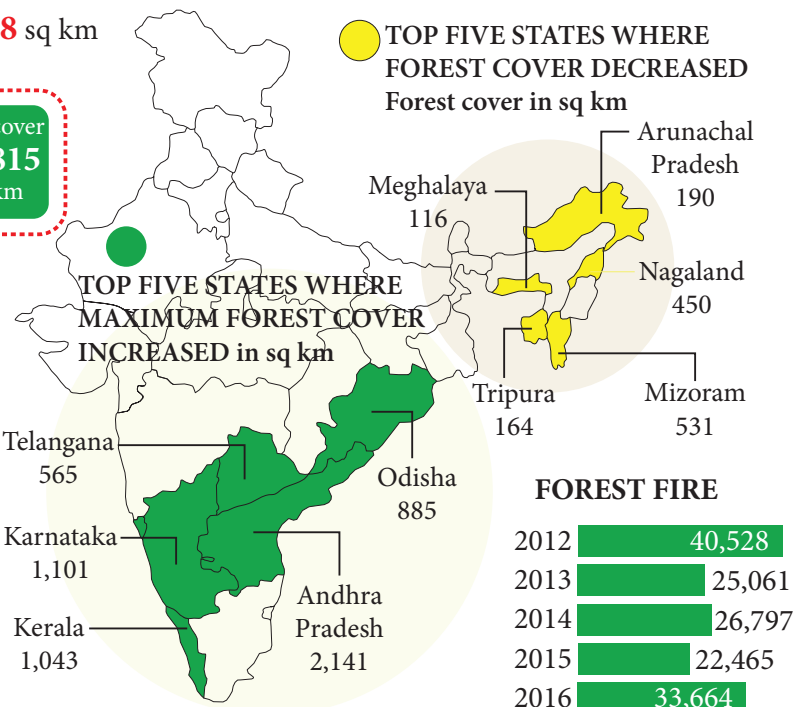 8 sq km
cover
815
km
TOP FIVE STATES WHERE
FOREST COVER DECREASED
Forest cover in sq km
Arunachal
Pradesh
190
Meghalaya
116
Nagaland
450
Tripura
164
Mizoram
531
TOP FIVE STATES WHERE
MAXIMUM FOREST COVER
INCREASED in sq km
Telangana
565
Odisha
885
Karnataka
1,101
Andhra
Pradesh
2,141
Kerala
1,043
FOREST FIRE
2012 40,528
2013 25,061
2014 26,797
2015 22,465
2016 33,664